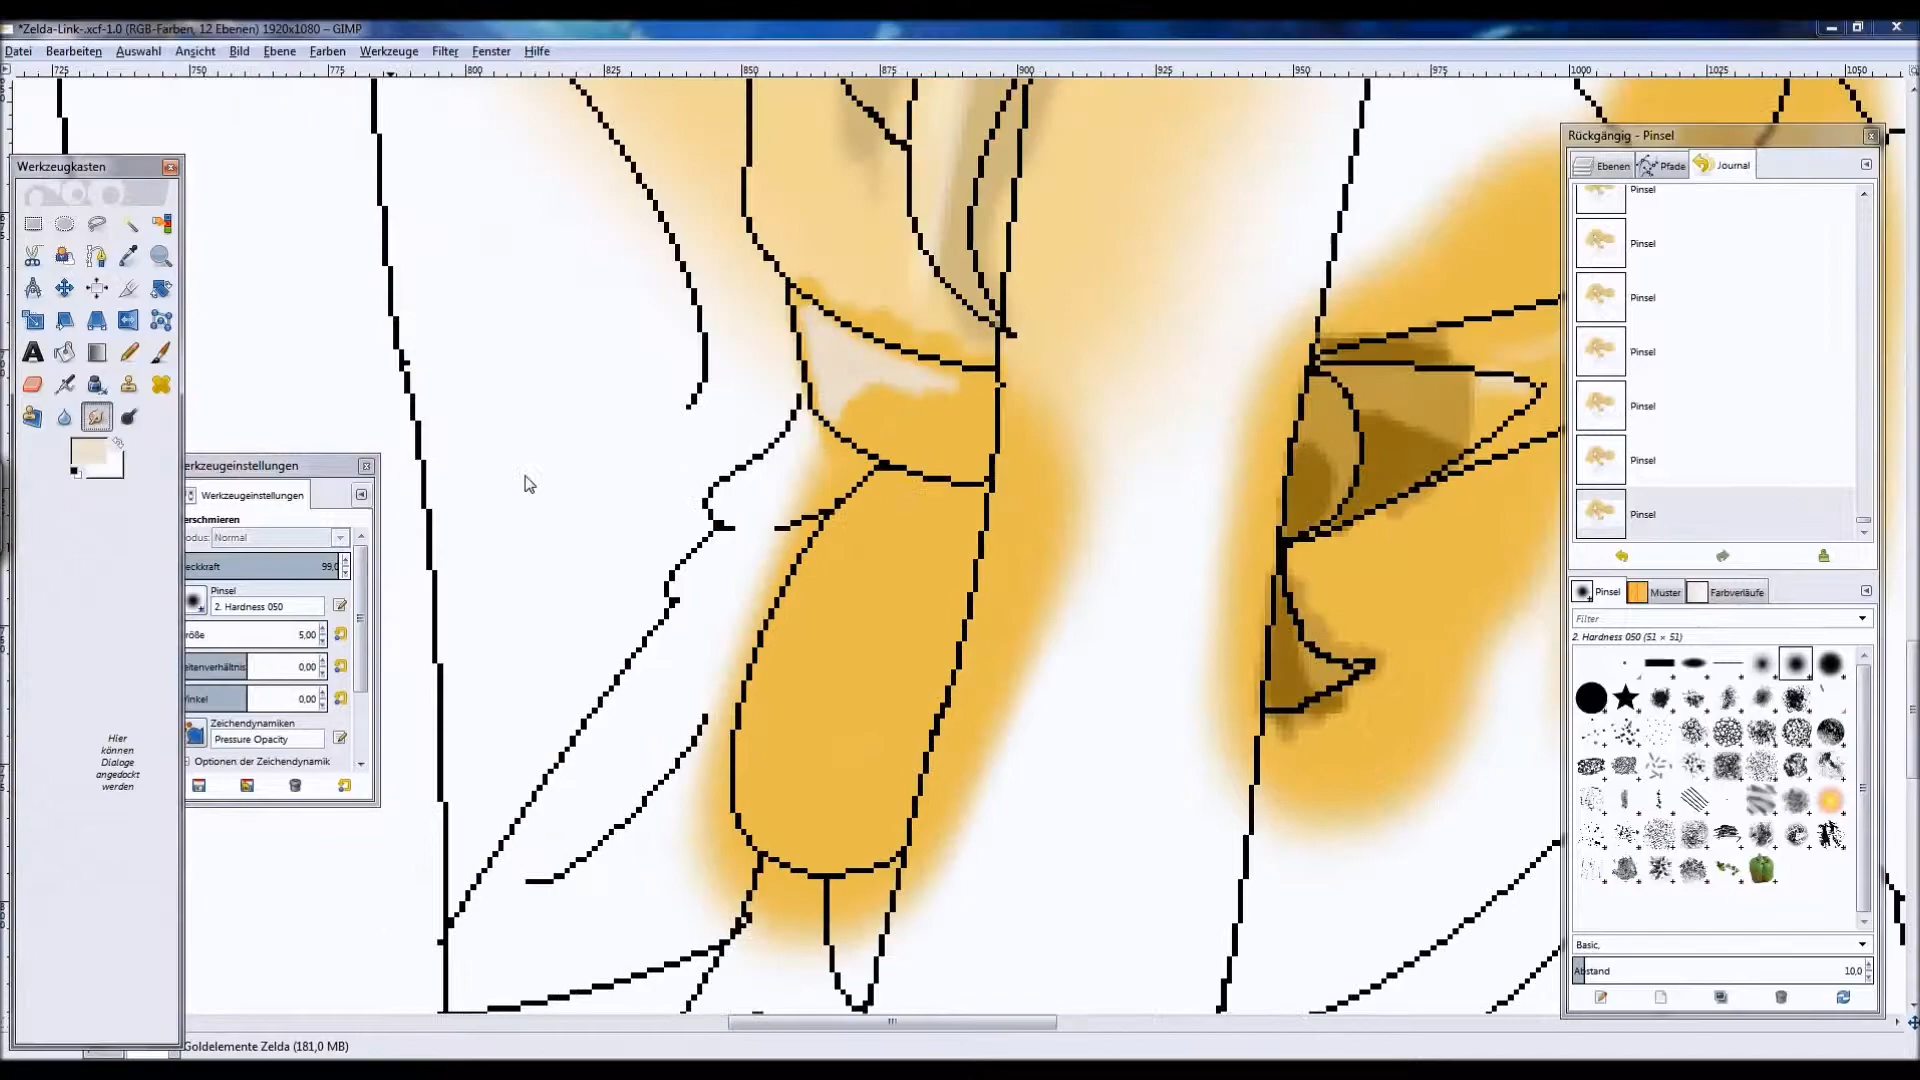 *Zelda-Link-.xcf-1.0 (RGB-Farben, 12 Ebenen) 1920x1080 – GIMP
Datei Bearbeiten Auswahl Ansicht Bild Ebene Farben Werkzeuge Filter Fenster Hilfe
725 750 775 800 825 850 875 900 925 950 975 1000 1025 1050
Werkzeugkasten
Hier
können
Dialoge
angedockt
werden
erkzeugeinstellungen
Werkzeugeinstellungen
erschmieren
odus: Normal
eckkraft 99,0
Pinsel
2. Hardness 050
röße 5,00
eitenverhältnis 0,00
Vinkel 0,00
Zeichendynamiken
Pressure Opacity
Optionen der Zeichendynamik
Rückgängig - Pinsel
Ebenen Pfade Journal
Pinsel
Pinsel
Pinsel
Pinsel
Pinsel
Pinsel
Pinsel
Pinsel Muster Farbverläufe
Filter
2. Hardness 050 (51 × 51)
Basic,
Abstand 10,0
Goldelemente Zelda (181,0 MB)